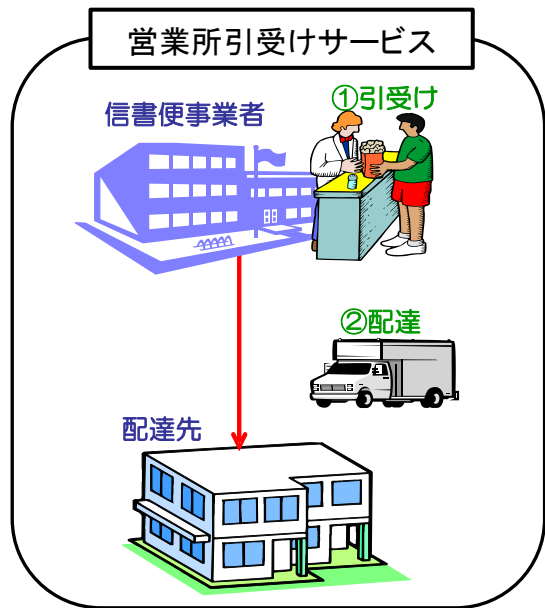 営業所引受けサービス
①引受け
信書便事業者
②配達
配達先